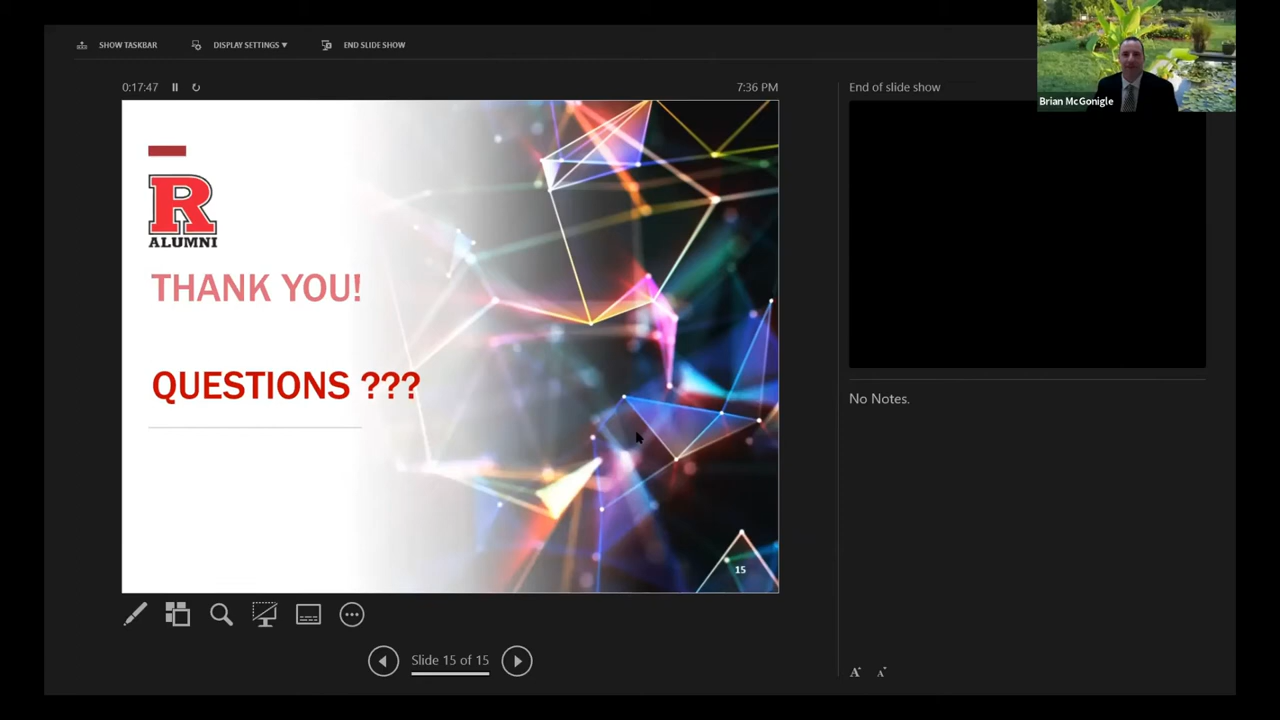 SHOW TASKBAR
DISPLAY SETTINGS ▼
END SLIDE SHOW
0:17:47
7:36 PM
End of slide show
Brian McGonigle
R
ALUMNI
THANK YOU!
QUESTIONS ???
No Notes.
15
Slide 15 of 15
A
A